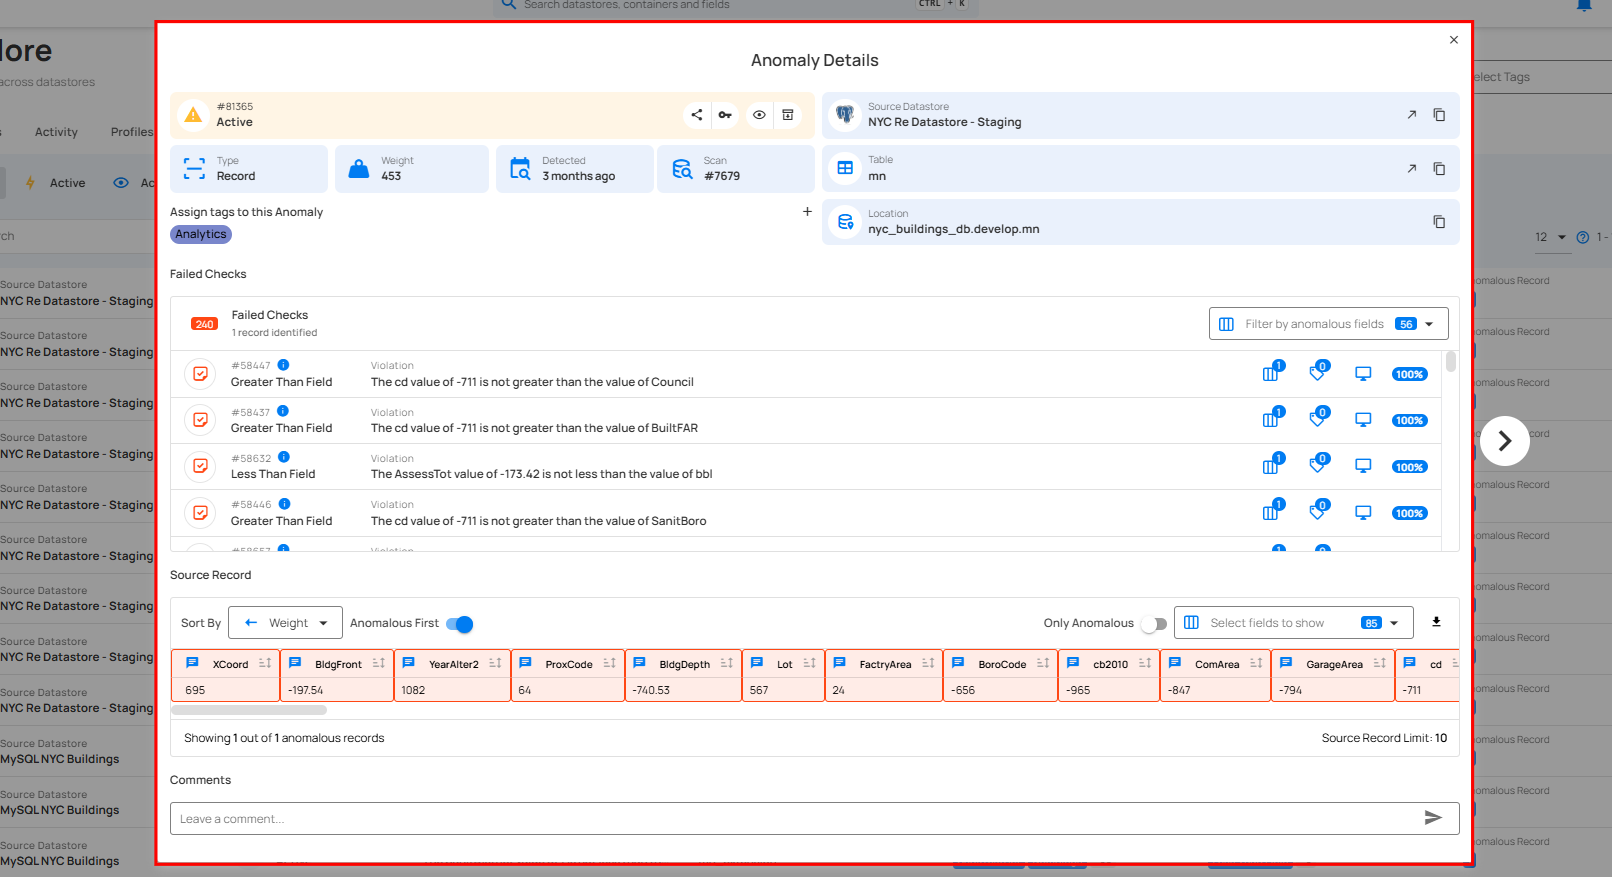 Search datastores, containers and fields
CTRL + K
lore
across datastores
elect Tags
s
Activity
Profiles
Active
Ac
rch
12
1 -
Source Datastore
NYC Re Datastore - Staging
Source Datastore
NYC Re Datastore - Staging
Source Datastore
NYC Re Datastore - Staging
Source Datastore
NYC Re Datastore - Staging
Source Datastore
NYC Re Datastore - Staging
Source Datastore
NYC Re Datastore - Staging
Source Datastore
NYC Re Datastore - Staging
Source Datastore
NYC Re Datastore - Staging
Source Datastore
NYC Re Datastore - Staging
Source Datastore
MySQL NYC Buildings
Source Datastore
MySQL NYC Buildings
Source Datastore
MySQL NYC Buildings
Anomaly Details
#81365
Active
Source Datastore
NYC Re Datastore - Staging
Type
Record
Weight
453
Detected
3 months ago
Scan
#7679
Table
mn
Assign tags to this Anomaly
Analytics
Location
nyc_buildings_db.develop.mn
Failed Checks
240
Failed Checks
1 record identified
Filter by anomalous fields 56
#58447
Greater Than Field
Violation
The cd value of -711 is not greater than the value of Council
1
0
100%
#58437
Greater Than Field
Violation
The cd value of -711 is not greater than the value of BuiltFAR
1
0
100%
#58632
Less Than Field
Violation
The AssessTot value of -173.42 is not less than the value of bbl
1
0
100%
#58446
Greater Than Field
Violation
The cd value of -711 is not greater than the value of SanitBoro
1
0
100%
#58657
Violation
1
0
Source Record
Sort By
Weight
Anomalous First
Only Anomalous
Select fields to show 85
XCoord BldgFront YearAlter2 ProxCode BldgDepth Lot FactryArea BoroCode cb2010 ComArea GarageArea cd
695 -197.54 1082 64 -740.53 567 24 -656 -965 -847 -794 -711
Showing 1 out of 1 anomalous records
Source Record Limit: 10
Comments
Leave a comment...
omalous Record
omalous Record
omalous Record
ord
omalous Record
omalous Record
omalous Record
omalous Record
omalous Record
omalous Record
omalous Record
omalous Record